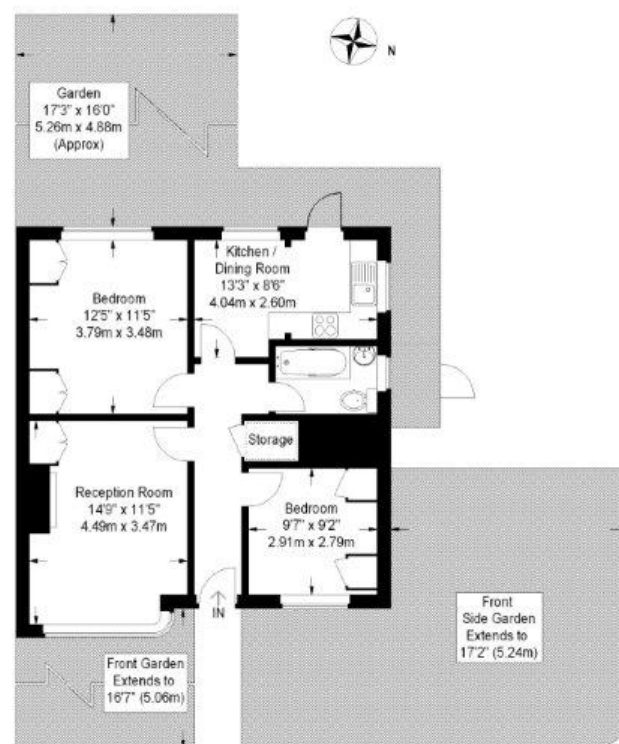 N
Garden
17'3" x 16'0"
5.26m x 4.88m
(Approx)
Kitchen /
Dining Room
13'3" x 8'6"
4.04m x 2.60m
Bedroom
12'5" x 11'5"
3.79m x 3.48m
Storage
Reception Room
14'9" x 11'5"
4.49m x 3.47m
Bedroom
9'7" x 9'2"
2.91m x 2.79m
IN
Front
Side Garden
Extends to
17'2" (5.24m)
Front Garden
Extends to
16'7" (5.06m)